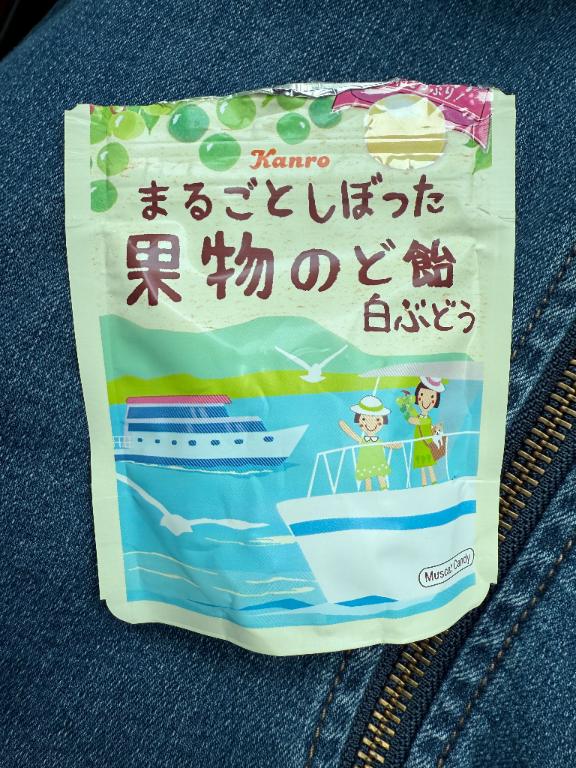 Kanro
まるごとしぼった
果物のど飴
白ぶどう
Muscat Candy